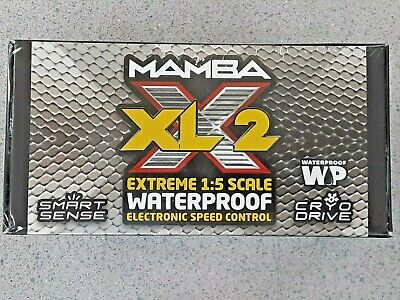 MAMBA
X
XL2
EXTREME 1:5 SCALE
WATERPROOF
ELECTRONIC SPEED CONTROL
WATERPROOF
WP
SMART
SENSE
CRYO
DRIVE